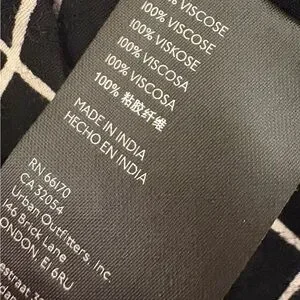 100% VISCOSE
100% VISCOSE
100% VISKOSE
100% VISCOSA
100% VISCOSA
100% 粘胶纤维
MADE IN INDIA
HECHO EN INDIA
RN 66170
CA 32054
Urban Outfitters, Inc.
146 Brick Lane
LONDON, E1 6RU